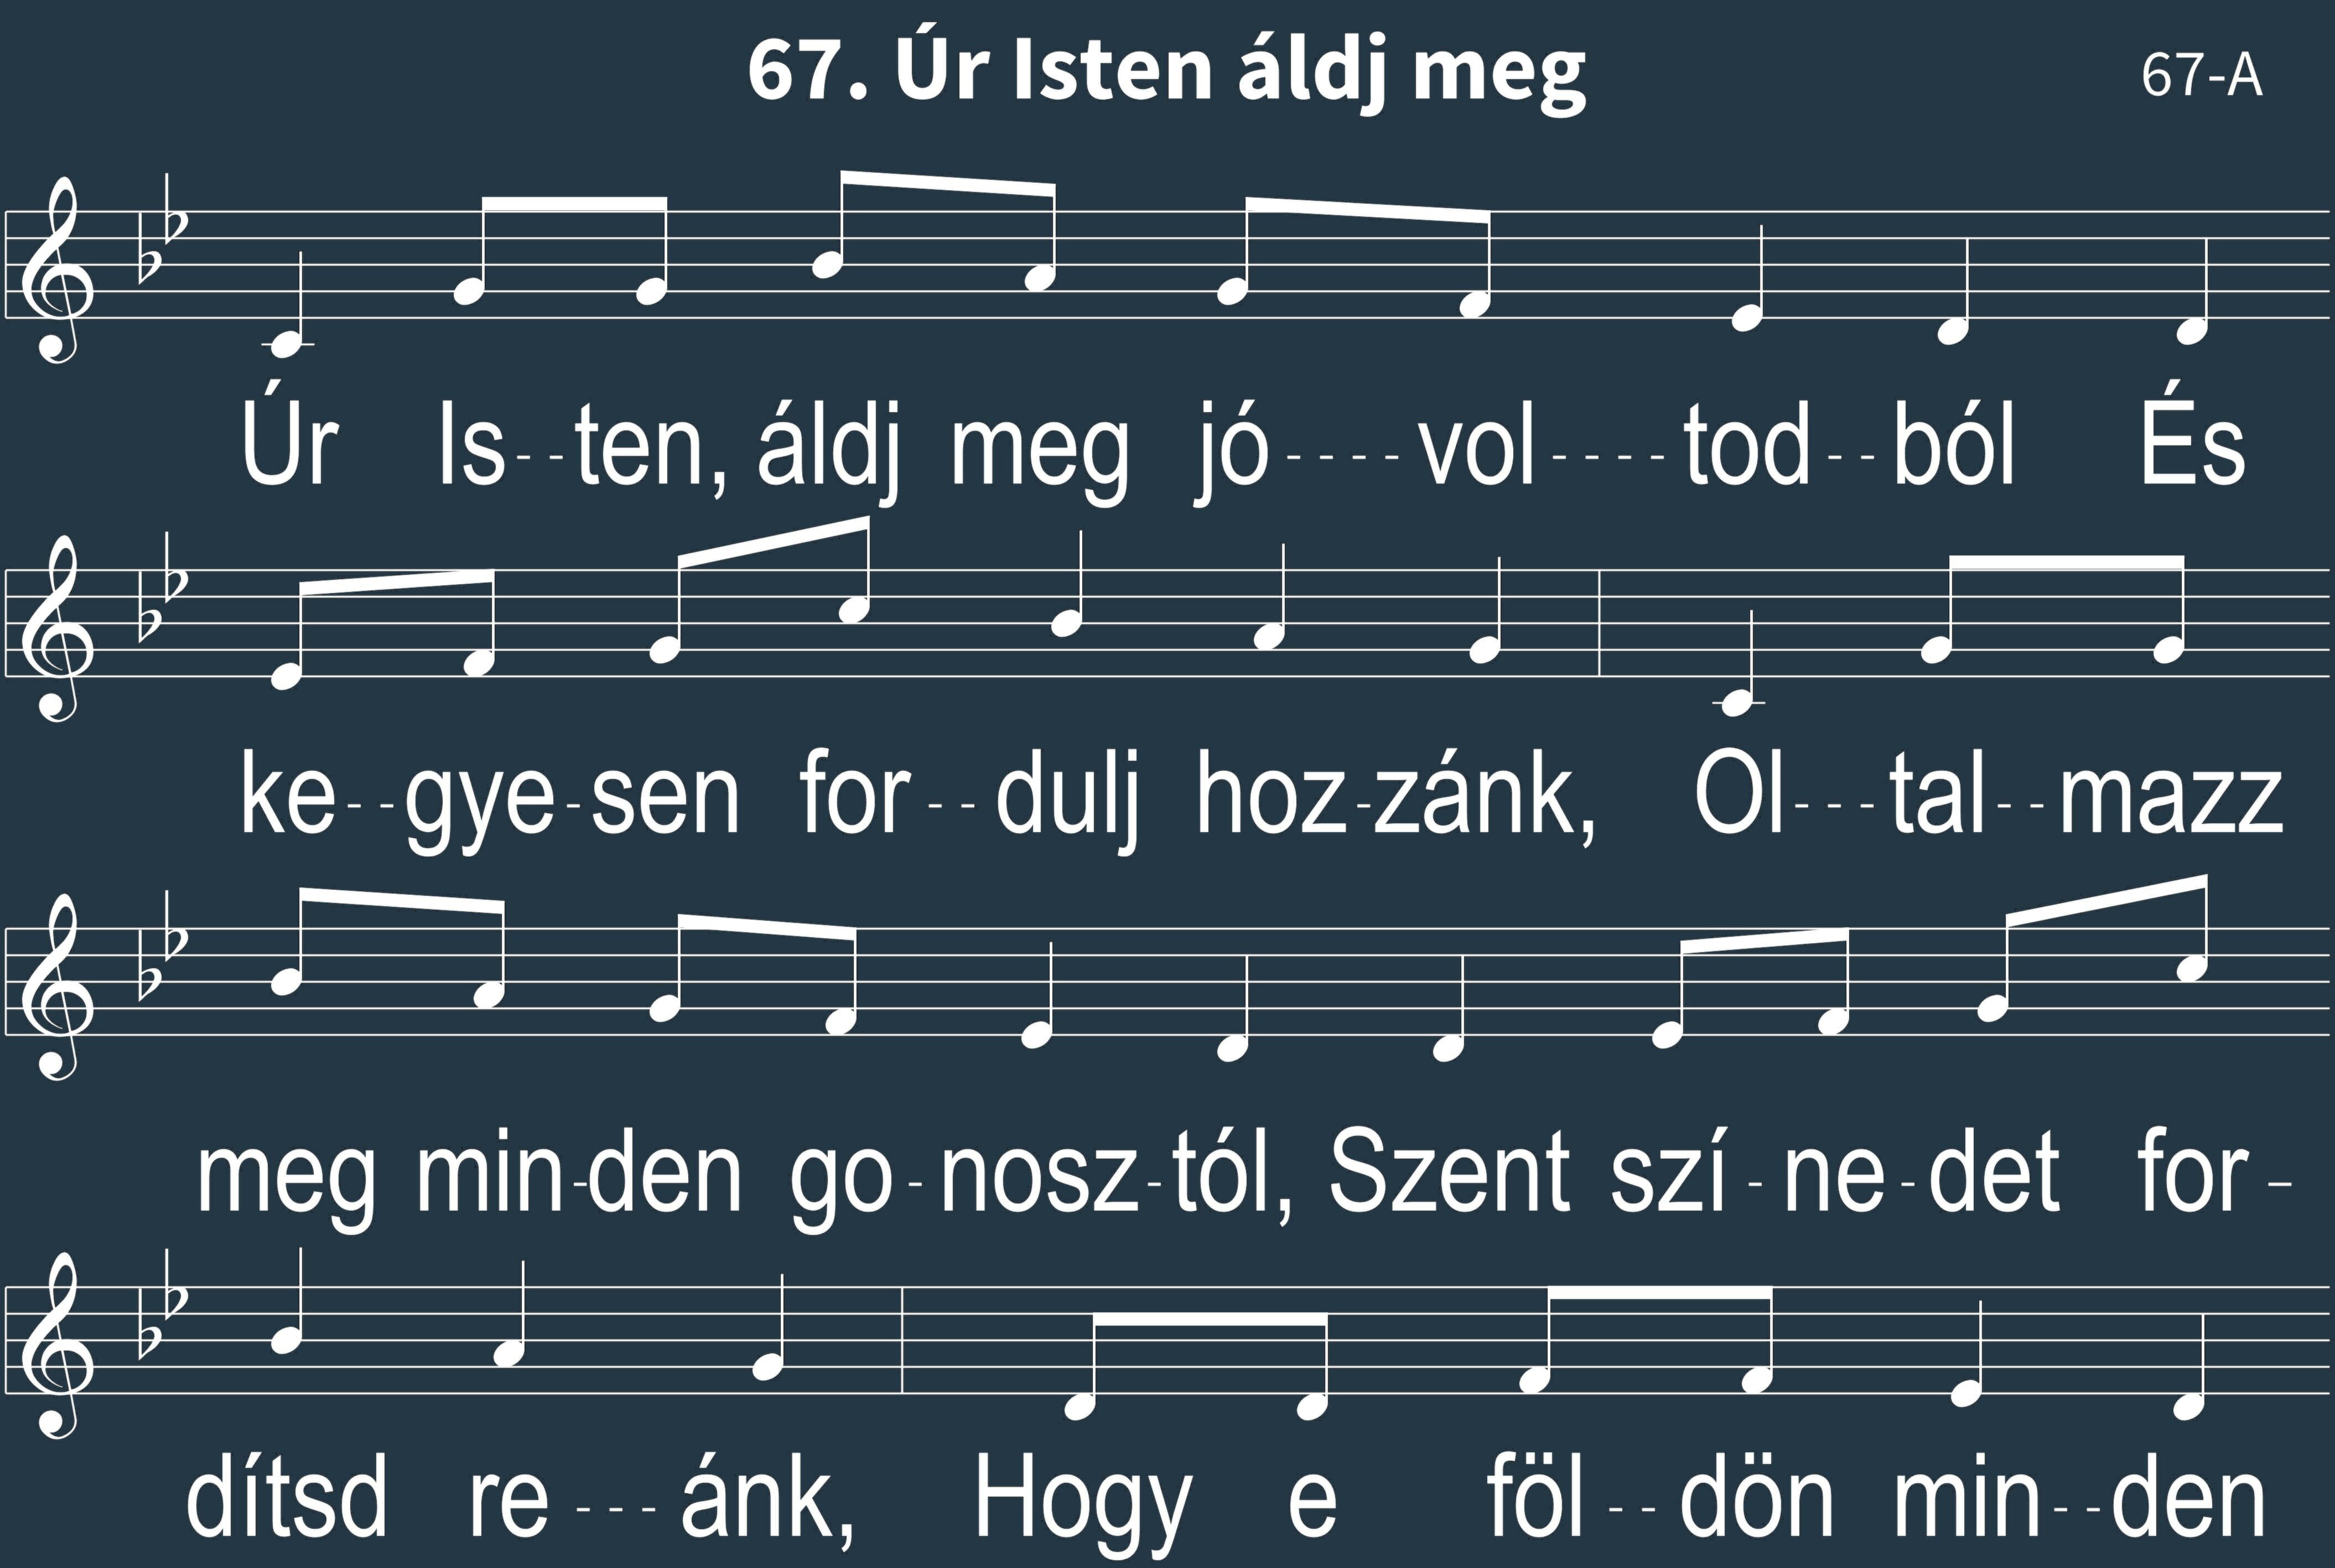 67. Úr Isten áldj meg
67-A
Úr Is--ten, áldj meg jó----vol----tod--ból És
ke--gye-sen for--dulj hoz-zánk, Ol---tal--mazz
meg min-den go-nosz-tól, Szent szí-ne-det for-
dítsd re---ánk, Hogy e föl--dön min--den